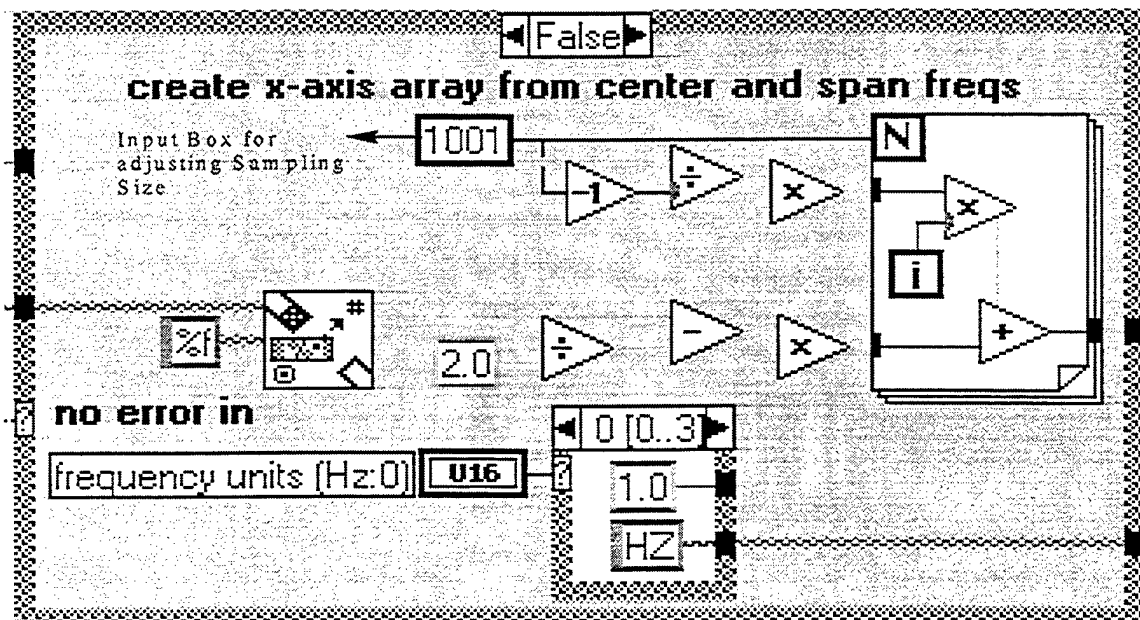 False
create x-axis array from center and span freqs
Input Box for
adjusting Sampling
Size
1001
N
-1
÷
x
x
i
%f
#
2.0
÷
-
x
+
no error in
?
0 [0..3]
frequency units (Hz:0)
U16
?
1.0
HZ